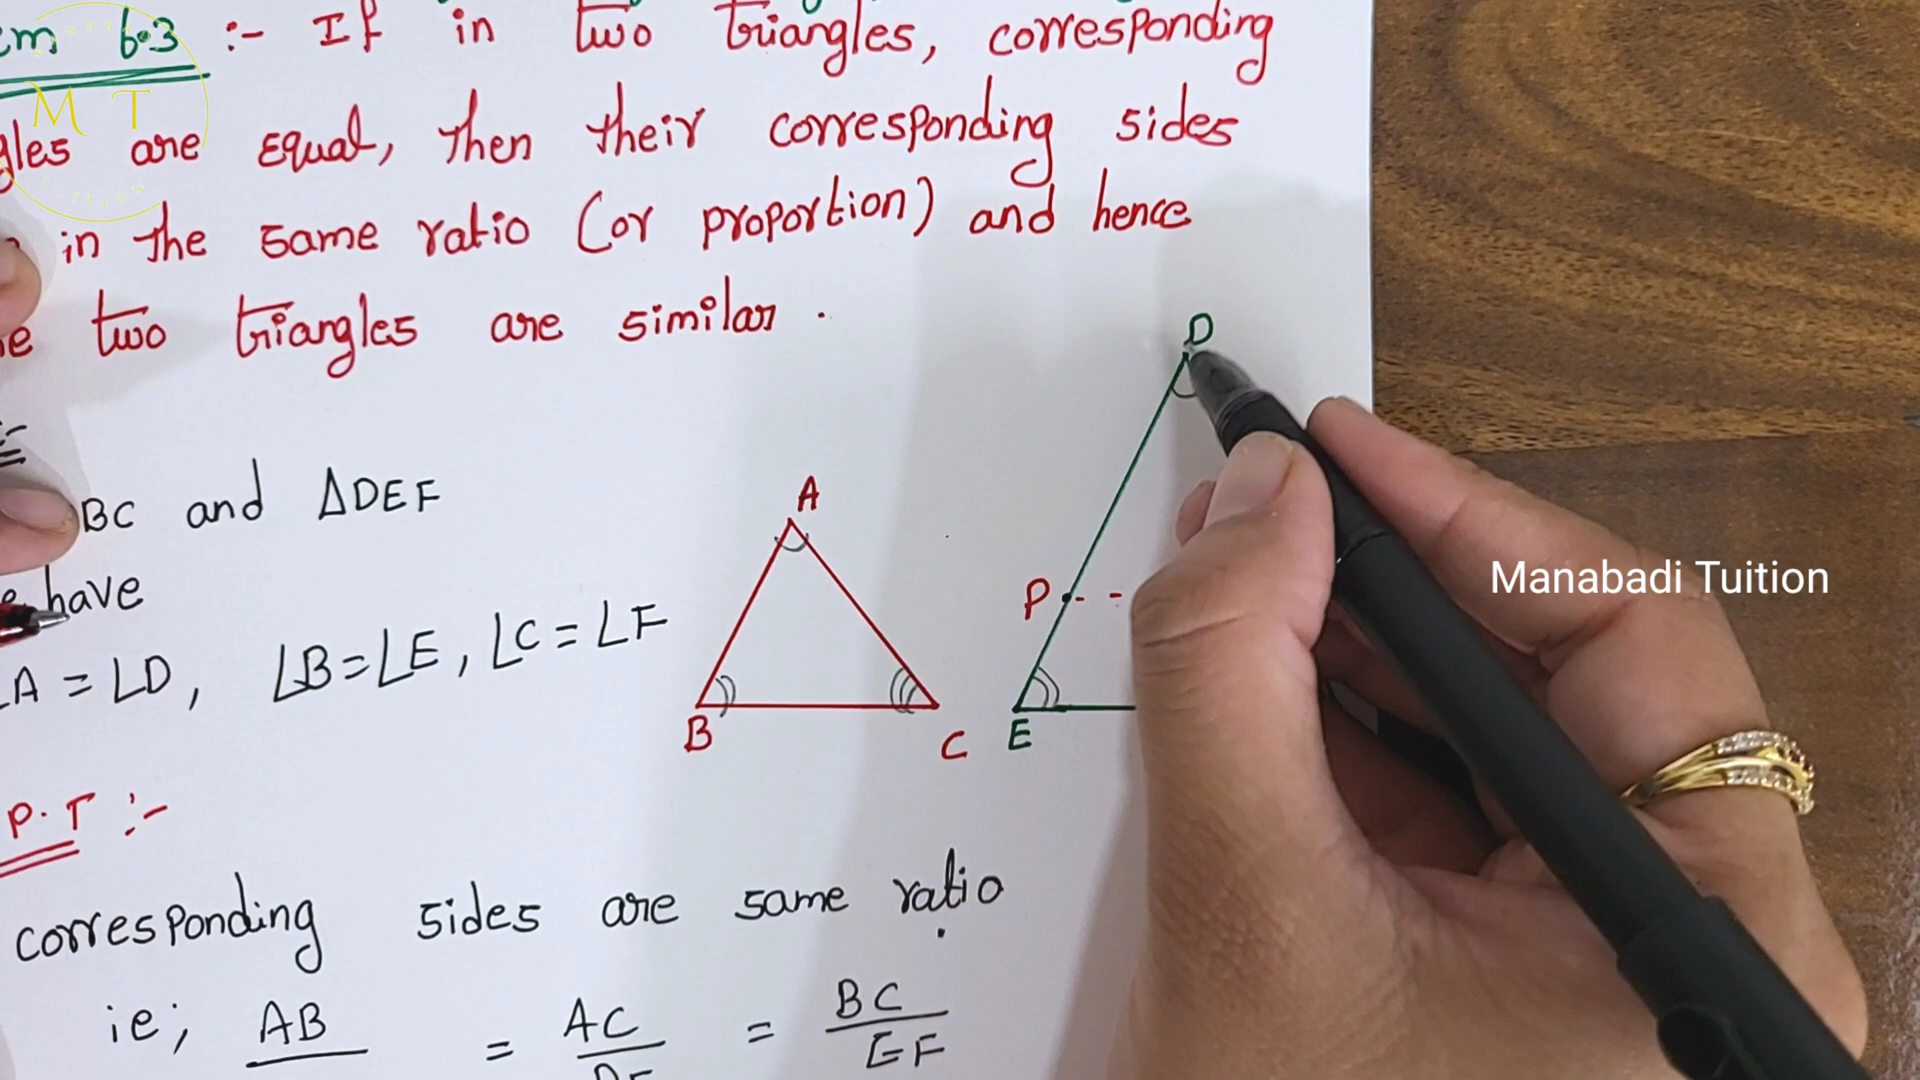 em 6.3 :- If in two triangles, corresponding
gles are equal, then their corresponding sides
in the same ratio (or proportion) and hence
e two triangles are similar.
BC and ΔDEF
e have
∠A = ∠D, ∠B = ∠E, ∠C = ∠F
P.T :-
corresponding sides are same ratio
ie; AB = AC = BC
EF
A
B
C
D
P
E
M T
Manabadi Tuition